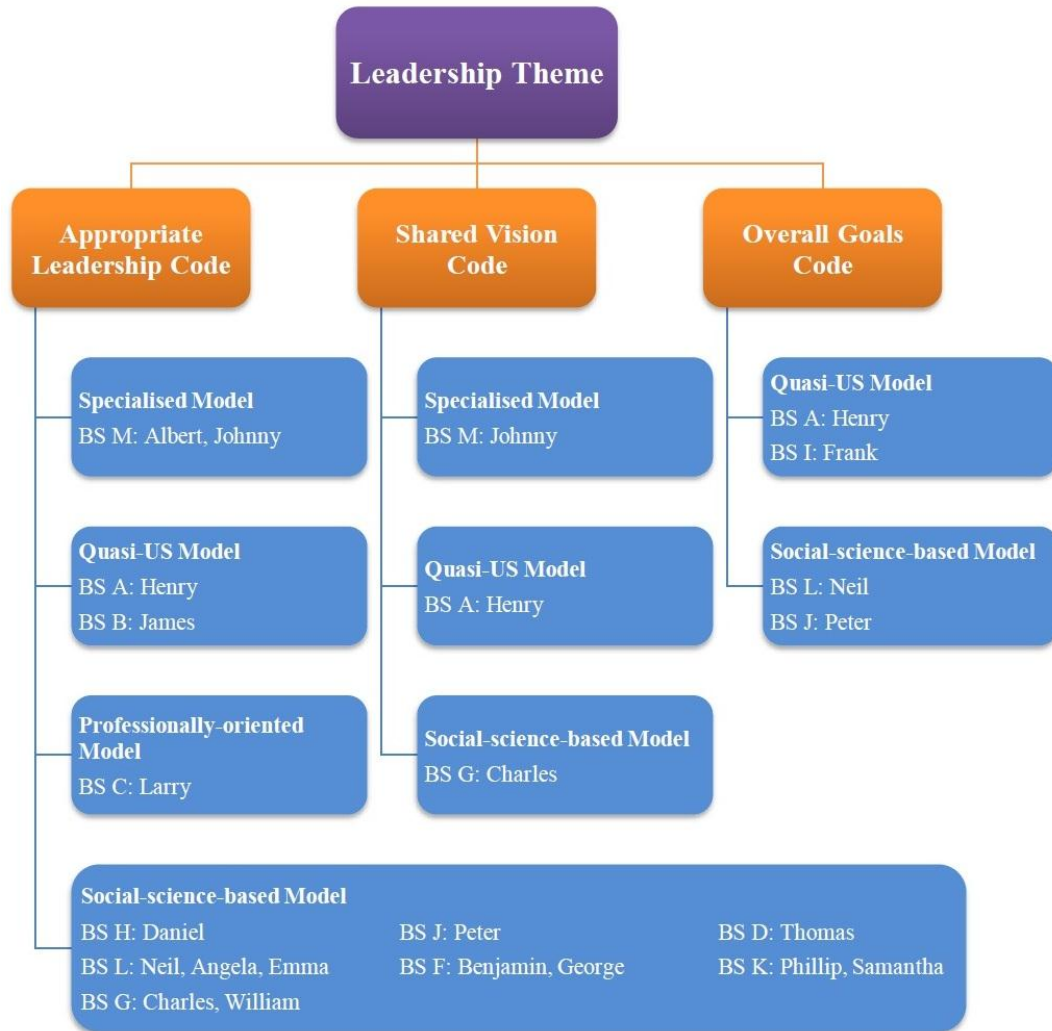 Leadership Theme
Appropriate
Leadership Code
Specialised Model
BS M: Albert, Johnny
Quasi-US Model
BS A: Henry
BS B: James
Professionally-oriented
Model
BS C: Larry
Social-science-based Model
BS H: Daniel
BS L: Neil, Angela, Emma
BS G: Charles, William
BS J: Peter
BS F: Benjamin, George
BS D: Thomas
BS K: Phillip, Samantha
Shared Vision
Code
Specialised Model
BS M: Johnny
Quasi-US Model
BS A: Henry
Social-science-based Model
BS G: Charles
Overall Goals
Code
Quasi-US Model
BS A: Henry
BS I: Frank
Social-science-based Model
BS L: Neil
BS J: Peter